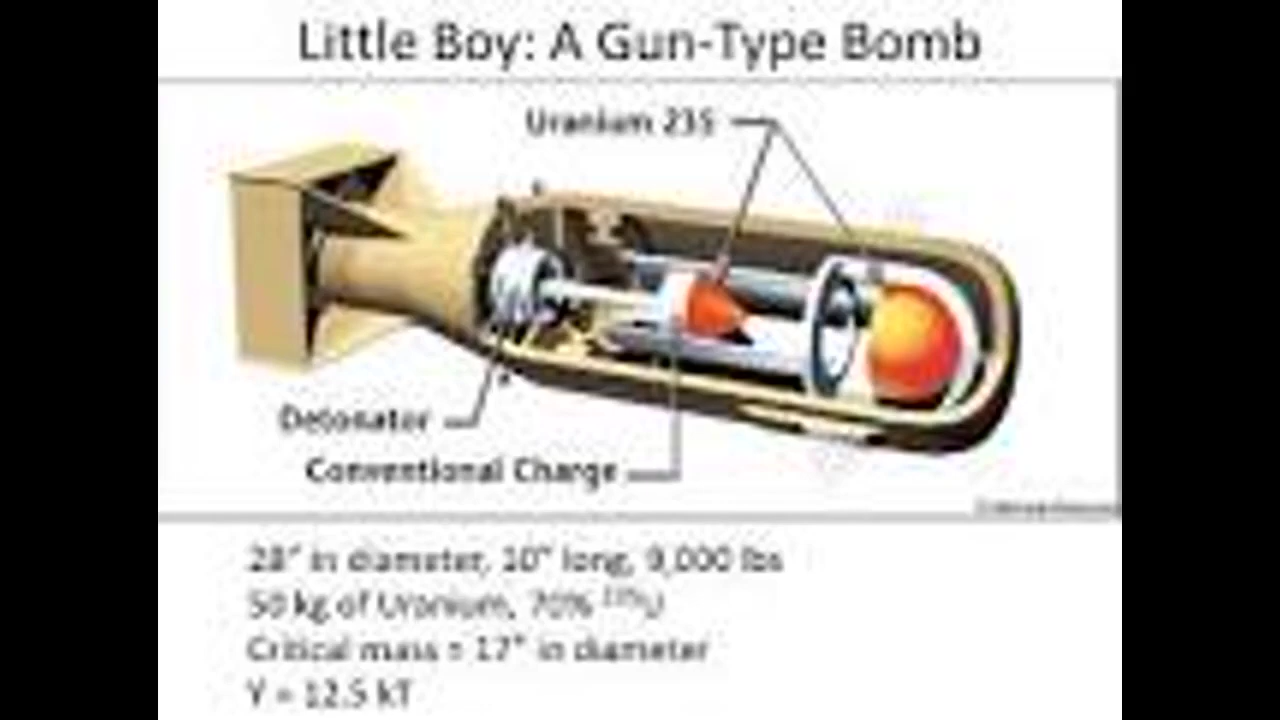 Little Boy: A Gun-Type Bomb
Uranium 235
Detonator
Conventional Charge
28" in diameter, 10" long, 9,000 lbs
50 kg of Uranium, 70% ²³⁵U
Critical mass = 17" in diameter
Y = 12.5 kT